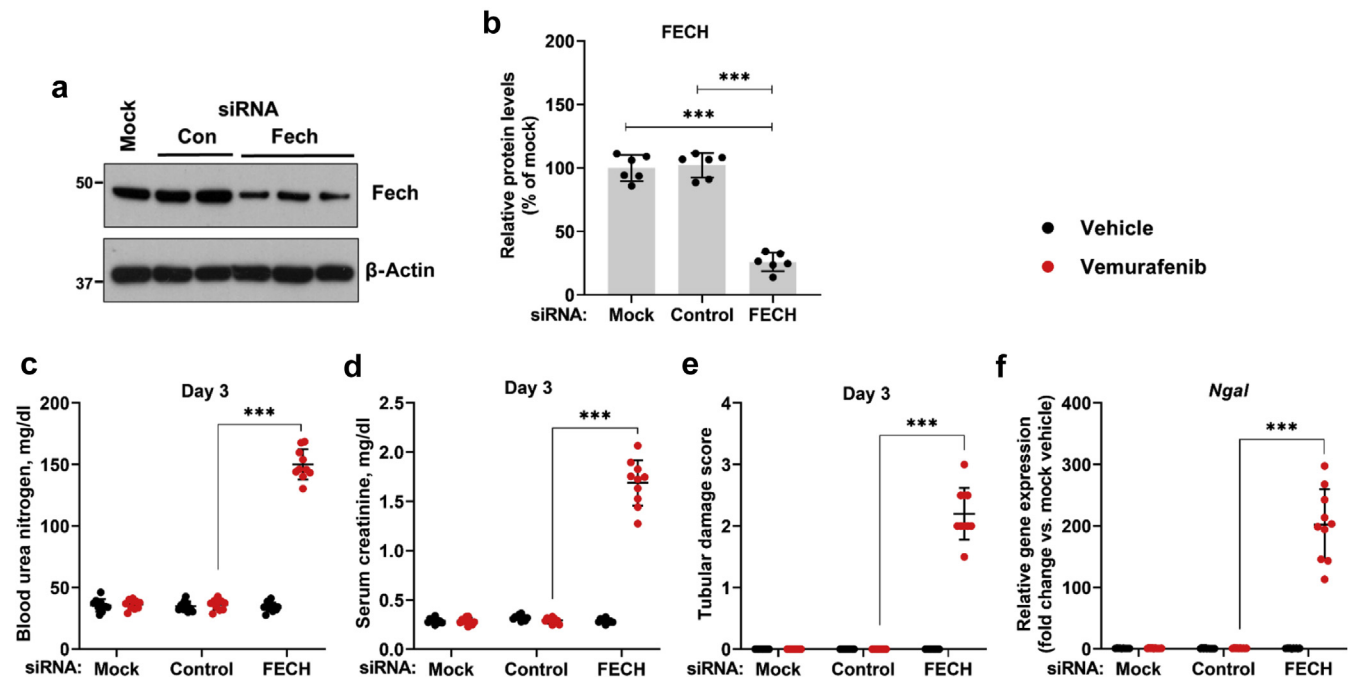 a
Mock
siRNA
Con
Fech
50
Fech
37
β-Actin
b
FECH
Relative protein levels
(% of mock)
200
150
100
50
0
***
***
siRNA:
Mock
Control
FECH
Vehicle
Vemurafenib
c
Day 3
Blood urea nitrogen, mg/dl
200
150
100
50
0
***
siRNA:
Mock
Control
FECH
d
Day 3
Serum creatinine, mg/dl
2.5
2.0
1.5
1.0
0.5
0.0
***
siRNA:
Mock
Control
FECH
e
Day 3
Tubular damage score
4
3
2
1
0
***
siRNA:
Mock
Control
FECH
f
Ngal
Relative gene expression
(fold change vs. mock vehicle)
400
300
200
100
0
***
siRNA:
Mock
Control
FECH